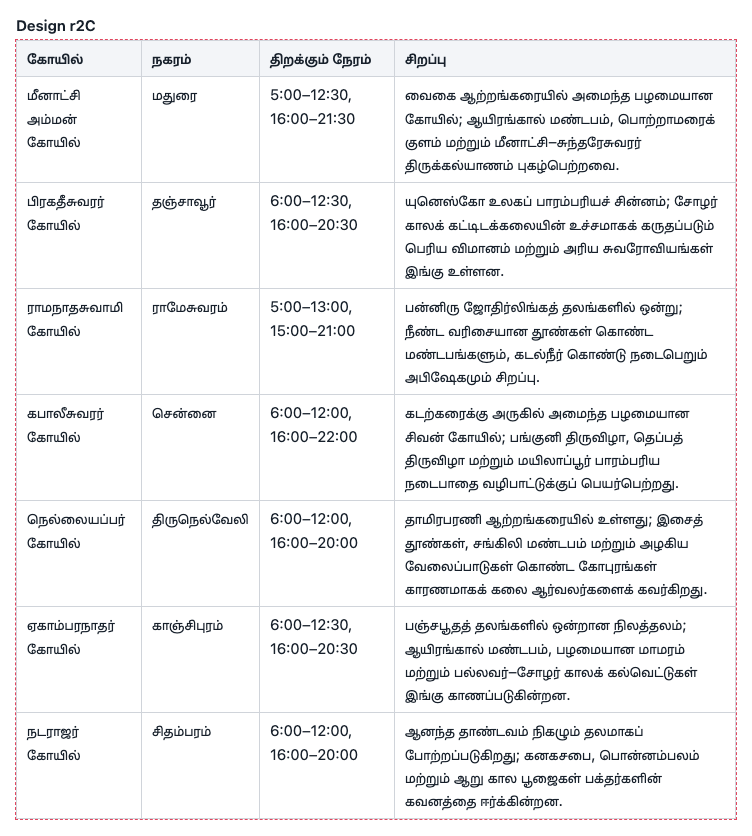 Design r2C
கோயில் நகரம் திறக்கும் நேரம் சிறப்பு
மீனாட்சி
அம்மன்
கோயில்
மதுரை
5:00–12:30,
16:00–21:30
வைகை ஆற்றங்கரையில் அமைந்த பழமையான
கோயில்; ஆயிரங்கால் மண்டபம், பொற்றாமரைக்
குளம் மற்றும் மீனாட்சி–சுந்தரேசுவரர்
திருக்கல்யாணம் புகழ்பெற்றவை.
பிரகதீசுவரர்
கோயில்
தஞ்சாவூர்
6:00–12:30,
16:00–20:30
யுனெஸ்கோ உலகப் பாரம்பரியச் சின்னம்; சோழர்
காலக் கட்டிடக்கலையின் உச்சமாகக் கருதப்படும்
பெரிய விமானம் மற்றும் அரிய சுவரோவியங்கள்
இங்கு உள்ளன.
ராமநாதசுவாமி
கோயில்
ராமேசுவரம்
5:00–13:00,
15:00–21:00
பன்னிரு ஜோதிர்லிங்கத் தலங்களில் ஒன்று;
நீண்ட வரிசையான தூண்கள் கொண்ட
மண்டபங்களும், கடல்நீர் கொண்டு நடைபெறும்
அபிஷேகமும் சிறப்பு.
கபாலீசுவரர்
கோயில்
சென்னை
6:00–12:00,
16:00–22:00
கடற்கரைக்கு அருகில் அமைந்த பழமையான
சிவன் கோயில்; பங்குனி திருவிழா, தெப்பத்
திருவிழா மற்றும் மயிலாப்பூர் பாரம்பரிய
நடைபாதை வழிபாட்டுக்குப் பெயர்பெற்றது.
நெல்லையப்பர்
கோயில்
திருநெல்வேலி
6:00–12:00,
16:00–20:00
தாமிரபரணி ஆற்றங்கரையில் உள்ளது; இசைத்
தூண்கள், சங்கிலி மண்டபம் மற்றும் அழகிய
வேலைப்பாடுகள் கொண்ட கோபுரங்கள்
காரணமாகக் கலை ஆர்வலர்களைக் கவர்கிறது.
ஏகாம்பரநாதர்
கோயில்
காஞ்சிபுரம்
6:00–12:30,
16:00–20:30
பஞ்சபூதத் தலங்களில் ஒன்றான நிலத்தலம்;
ஆயிரங்கால் மண்டபம், பழமையான மாமரம்
மற்றும் பல்லவர்–சோழர் காலக் கல்வெட்டுகள்
இங்கு காணப்படுகின்றன.
நடராஜர்
கோயில்
சிதம்பரம்
6:00–12:00,
16:00–20:00
ஆனந்த தாண்டவம் நிகழும் தலமாகப்
போற்றப்படுகிறது; கனகசபை, பொன்னம்பலம்
மற்றும் ஆறு கால பூஜைகள் பக்தர்களின்
கவனத்தை ஈர்க்கின்றன.